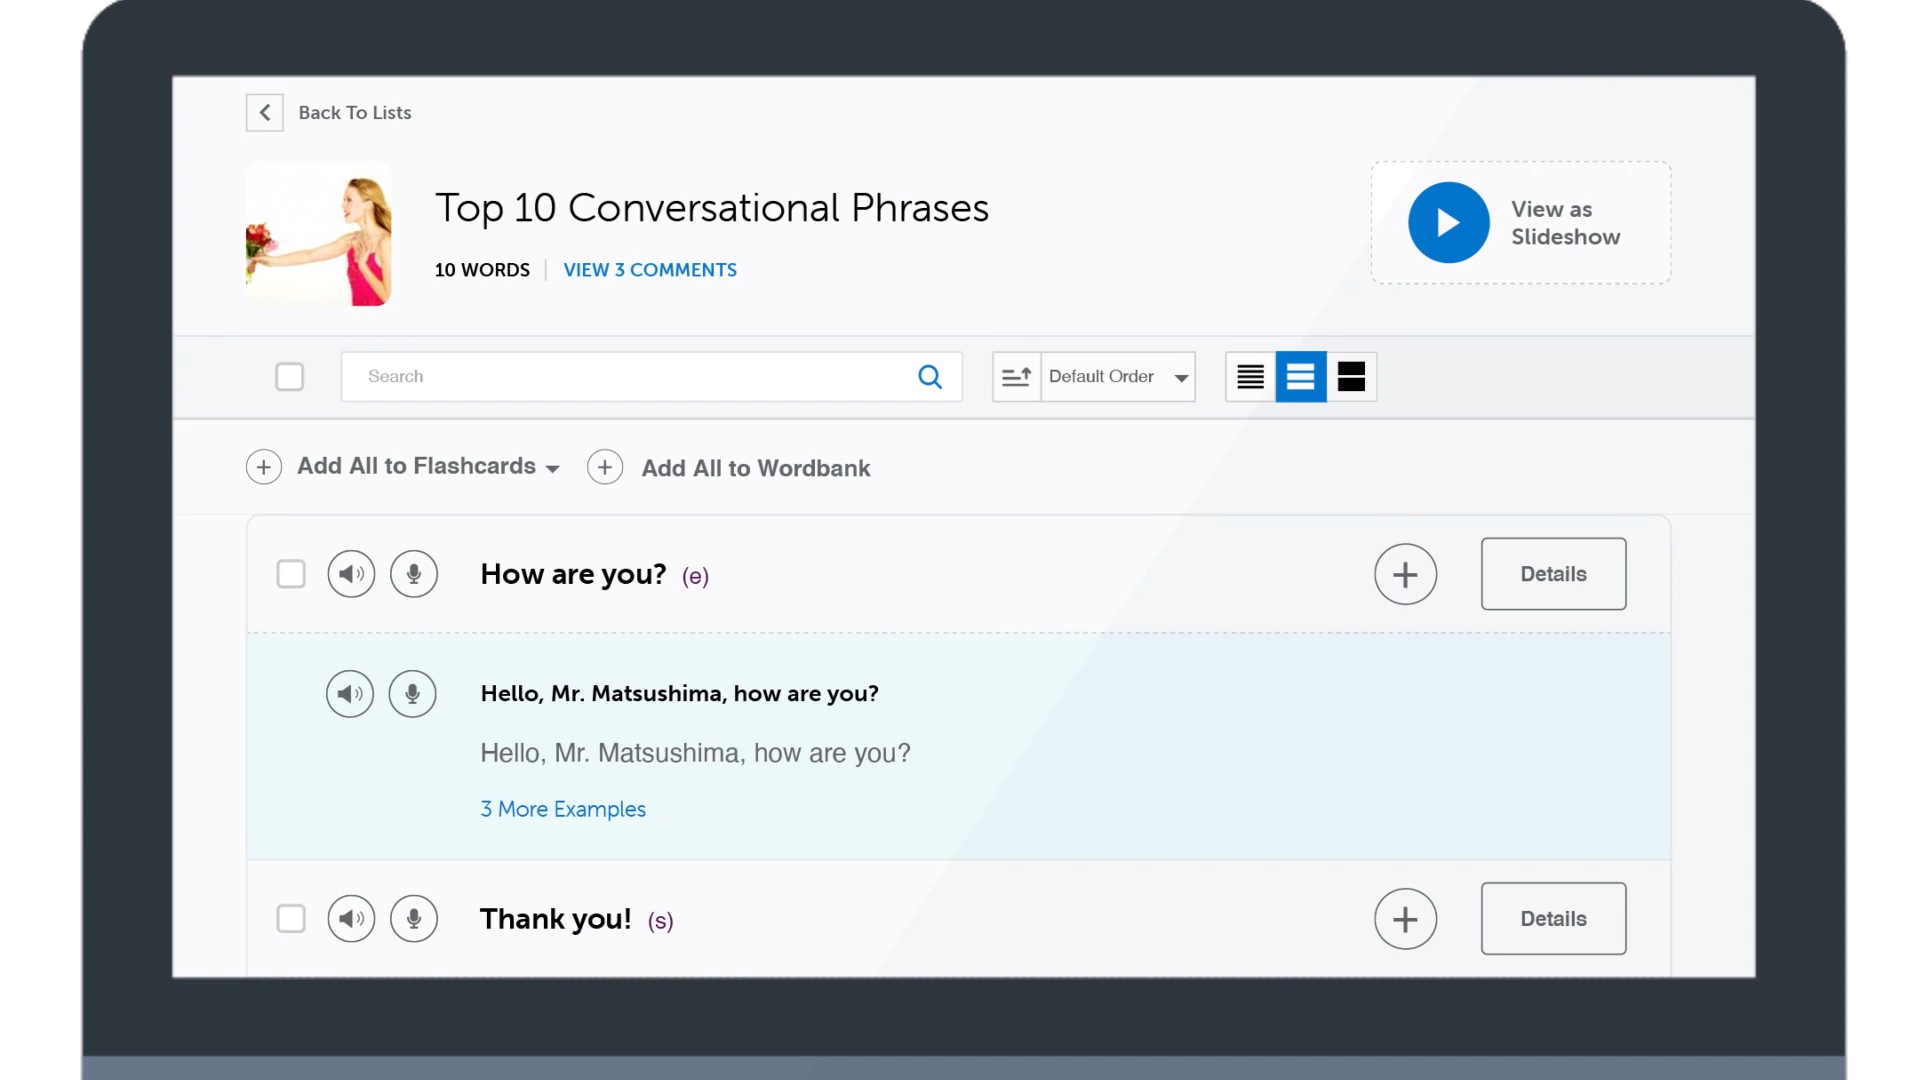 Back To Lists
Top 10 Conversational Phrases
10 WORDS
VIEW 3 COMMENTS
View as
Slideshow
Search
Default Order
Add All to Flashcards
Add All to Wordbank
How are you? (e)
Details
Hello, Mr. Matsushima, how are you?
Hello, Mr. Matsushima, how are you?
3 More Examples
Thank you! (s)
Details